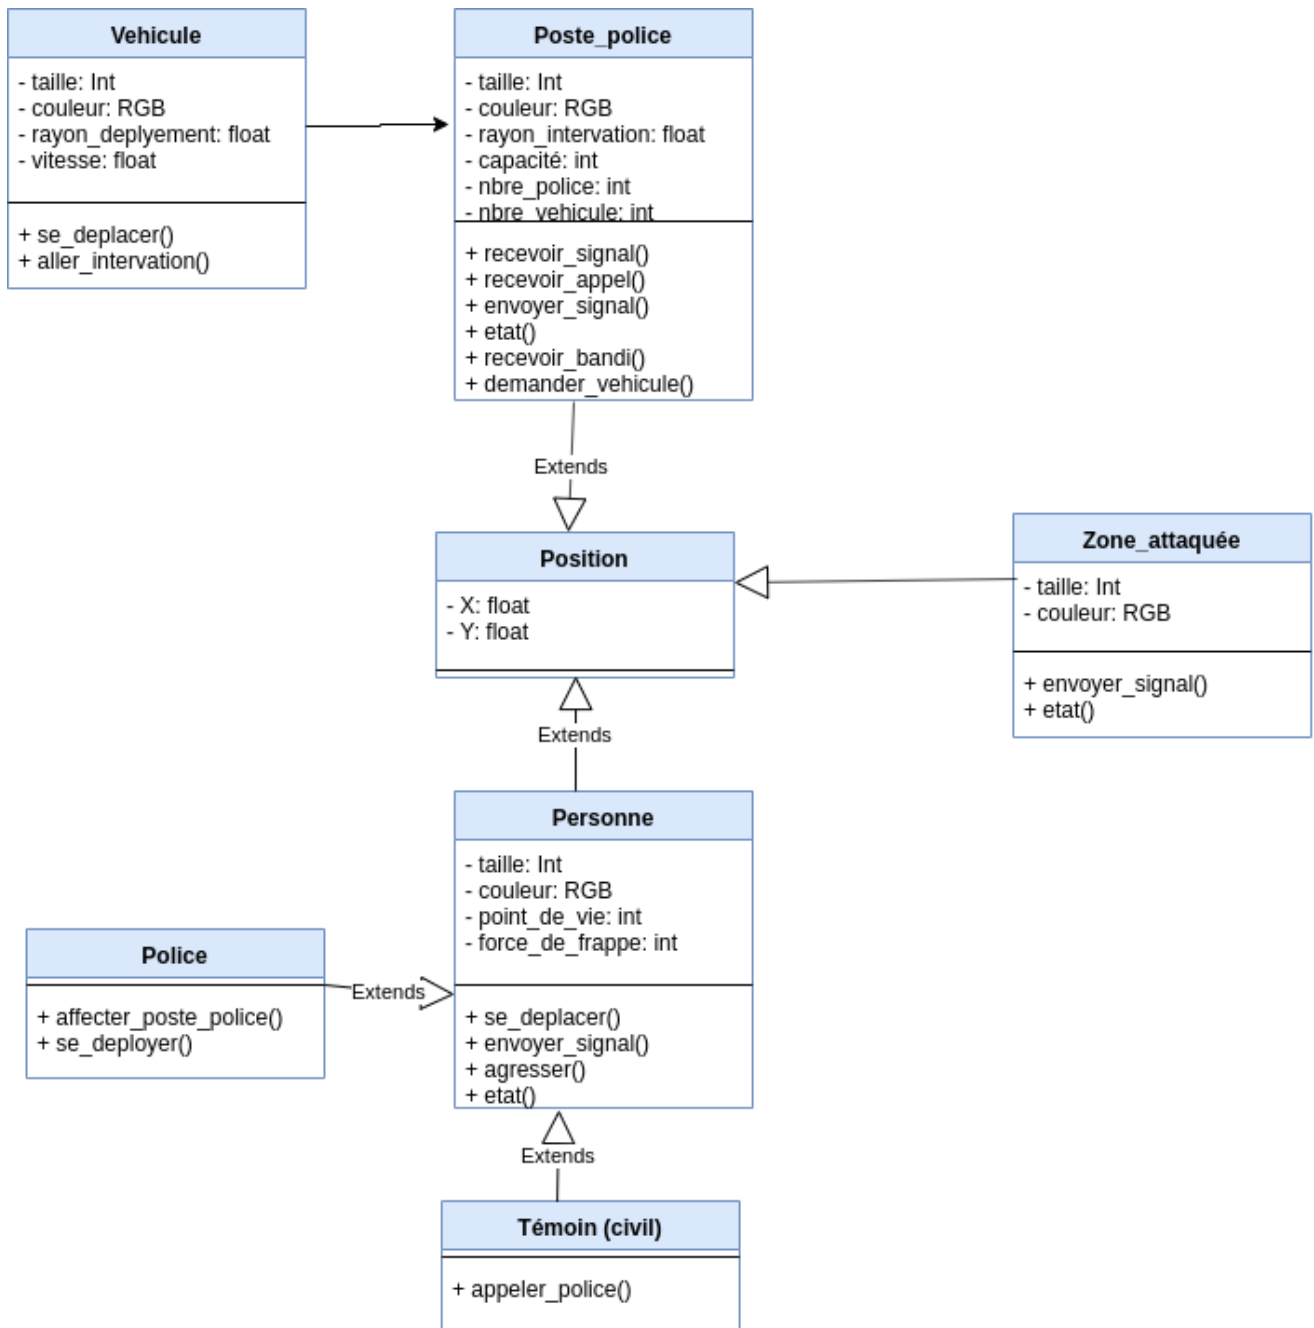 Vehicule
- taille: Int
- couleur: RGB
- rayon_deplyement: float
- vitesse: float
+ se_deplacer()
+ aller_intervation()
Poste_police
- taille: Int
- couleur: RGB
- rayon_intervation: float
- capacité: int
- nbre_police: int
- nbre_vehicule: int
+ recevoir_signal()
+ recevoir_appel()
+ envoyer_signal()
+ etat()
+ recevoir_bandi()
+ demander_vehicule()
Extends
Position
- X: float
- Y: float
Zone_attaquée
- taille: Int
- couleur: RGB
+ envoyer_signal()
+ etat()
Extends
Personne
- taille: Int
- couleur: RGB
- point_de_vie: int
- force_de_frappe: int
+ se_deplacer()
+ envoyer_signal()
+ agresser()
+ etat()
Police
+ affecter_poste_police()
+ se_deployer()
Extends
Extends
Témoin (civil)
+ appeler_police()